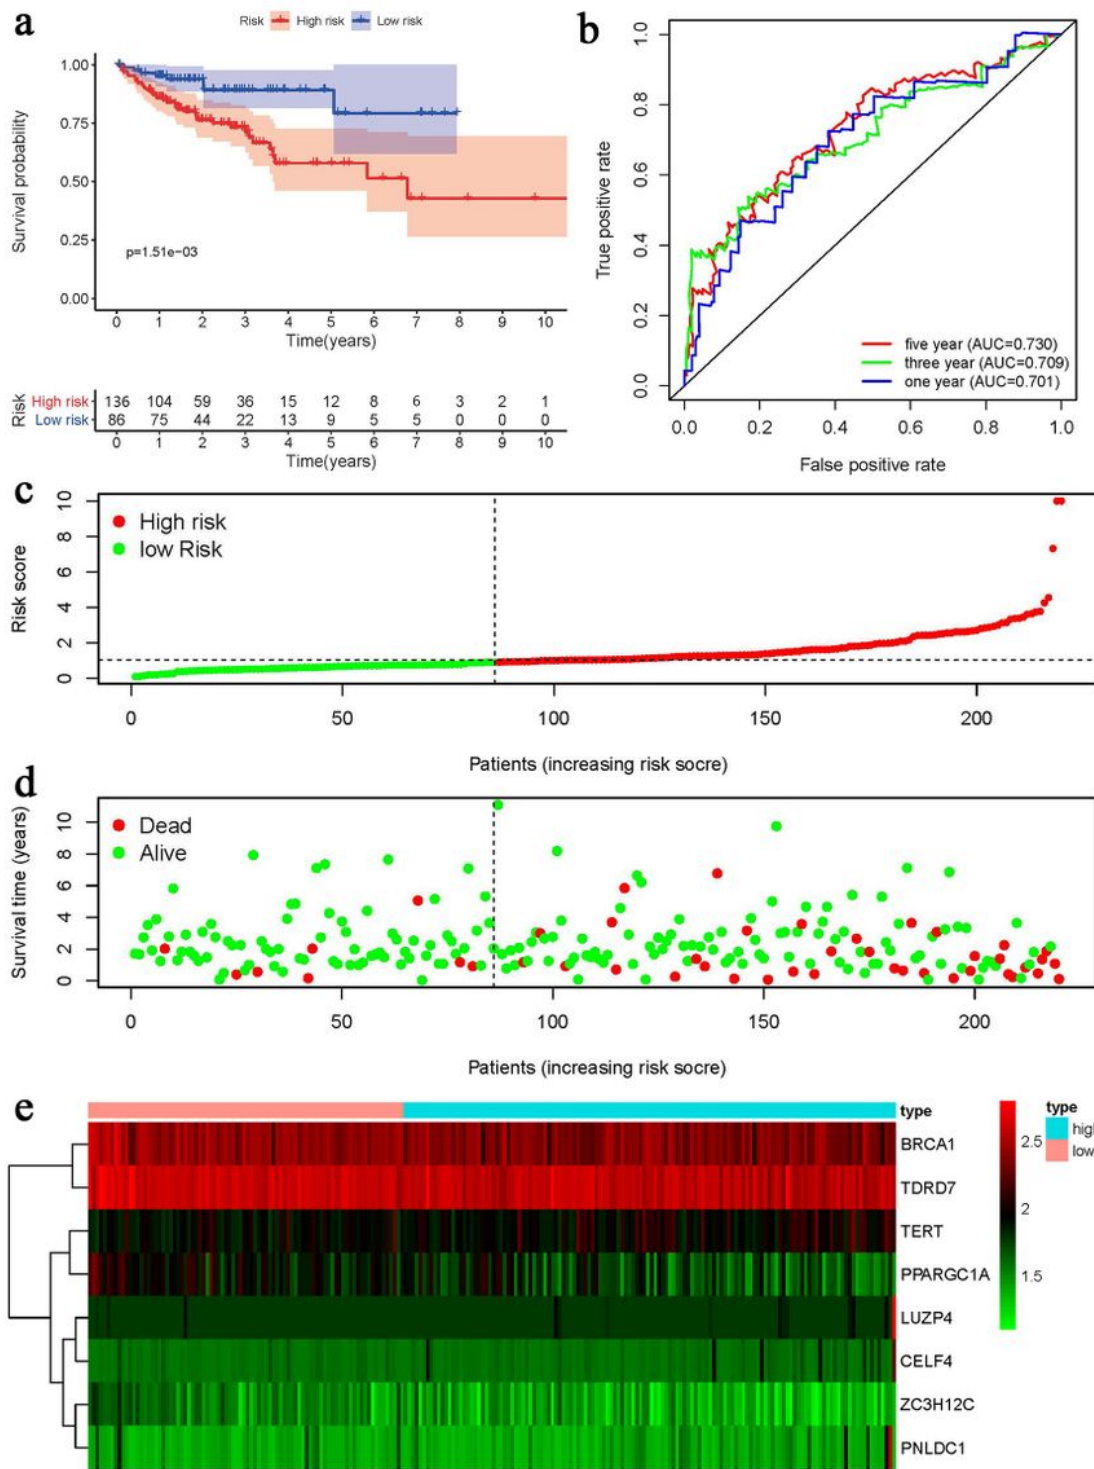 a
Risk High risk Low risk
Survival probability
1.00
0.75
0.50
0.25
0.00
p=1.51e−03
0 1 2 3 4 5 6 7 8 9 10
Time(years)
Risk
High risk 136 104 59 36 15 12 8 6 3 2 1
Low risk 86 75 44 22 13 9 5 5 0 0 0
0 1 2 3 4 5 6 7 8 9 10
Time(years)
b
True positive rate
1.0
0.8
0.6
0.4
0.2
0.0
five year (AUC=0.730)
three year (AUC=0.709)
one year (AUC=0.701)
0.0 0.2 0.4 0.6 0.8 1.0
False positive rate
c
Risk score
10
8
6
4
2
0
High risk
low Risk
0 50 100 150 200
Patients (increasing risk socre)
d
Survival time (years)
10
8
6
4
2
0
Dead
Alive
0 50 100 150 200
Patients (increasing risk socre)
e
type
BRCA1
TDRD7
TERT
PPARGC1A
LUZP4
CELF4
ZC3H12C
PNLDC1
2.5
2
1.5
type
high
low